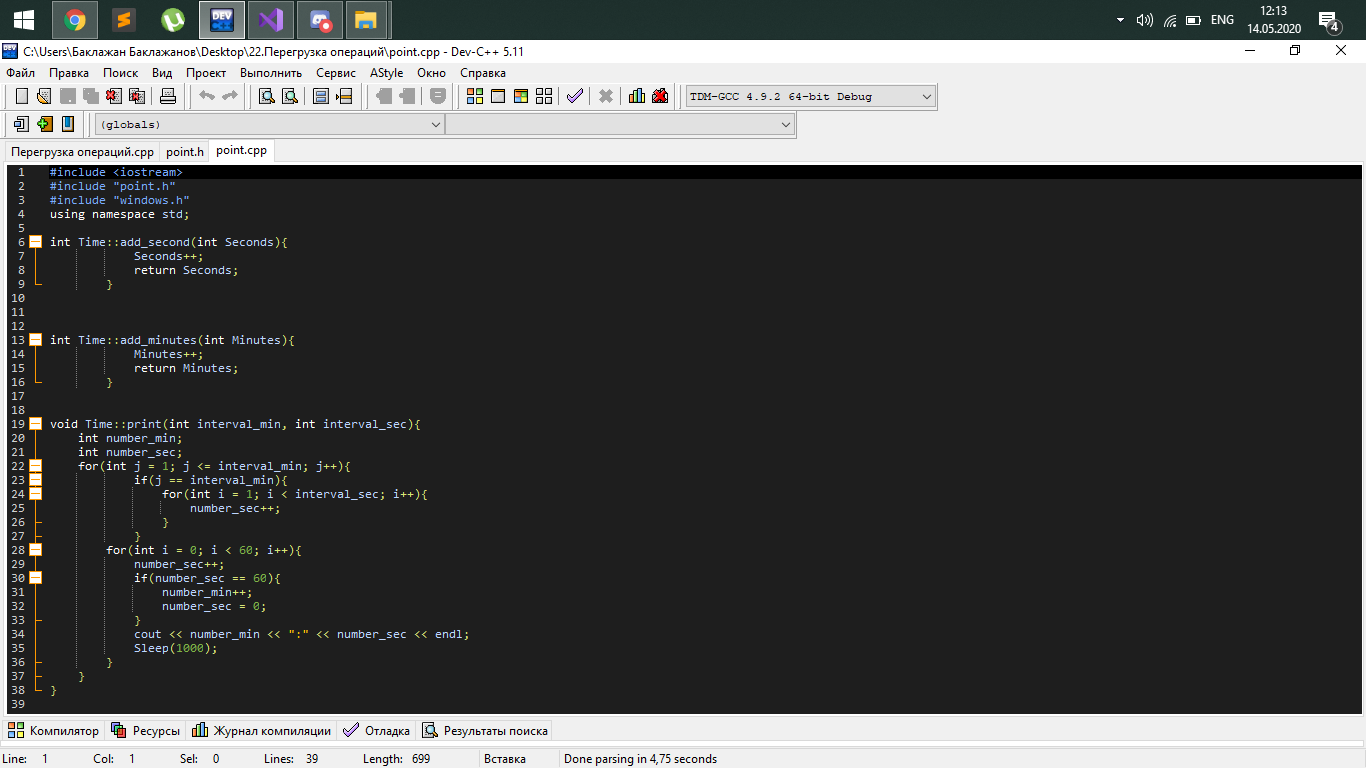 DEV
ENG
12:13
14.05.2020
4
DEV
C:\Users\Баклажан Баклажанов\Desktop\22.Перегрузка операций\point.cpp - Dev-C++ 5.11
Файл Правка Поиск Вид Проект Выполнить Сервис AStyle Окно Справка
TDM-GCC 4.9.2 64-bit Debug
(globals)
Перегрузка операций.cpp point.h point.cpp
1 #include <iostream>
2 #include "point.h"
3 #include "windows.h"
4 using namespace std;
5
6 int Time::add_second(int Seconds){
7 Seconds++;
8 return Seconds;
9 }
10
11
12
13 int Time::add_minutes(int Minutes){
14 Minutes++;
15 return Minutes;
16 }
17
18
19 void Time::print(int interval_min, int interval_sec){
20 int number_min;
21 int number_sec;
22 for(int j = 1; j <= interval_min; j++){
23 if(j == interval_min){
24 for(int i = 1; i < interval_sec; i++){
25 number_sec++;
26 }
27 }
28 for(int i = 0; i < 60; i++){
29 number_sec++;
30 if(number_sec == 60){
31 number_min++;
32 number_sec = 0;
33 }
34 cout << number_min << ":" << number_sec << endl;
35 Sleep(1000);
36 }
37 }
38 }
39
Компилятор Ресурсы Журнал компиляции Отладка Результаты поиска
Line: 1 Col: 1 Sel: 0 Lines: 39 Length: 699 Вставка Done parsing in 4,75 seconds